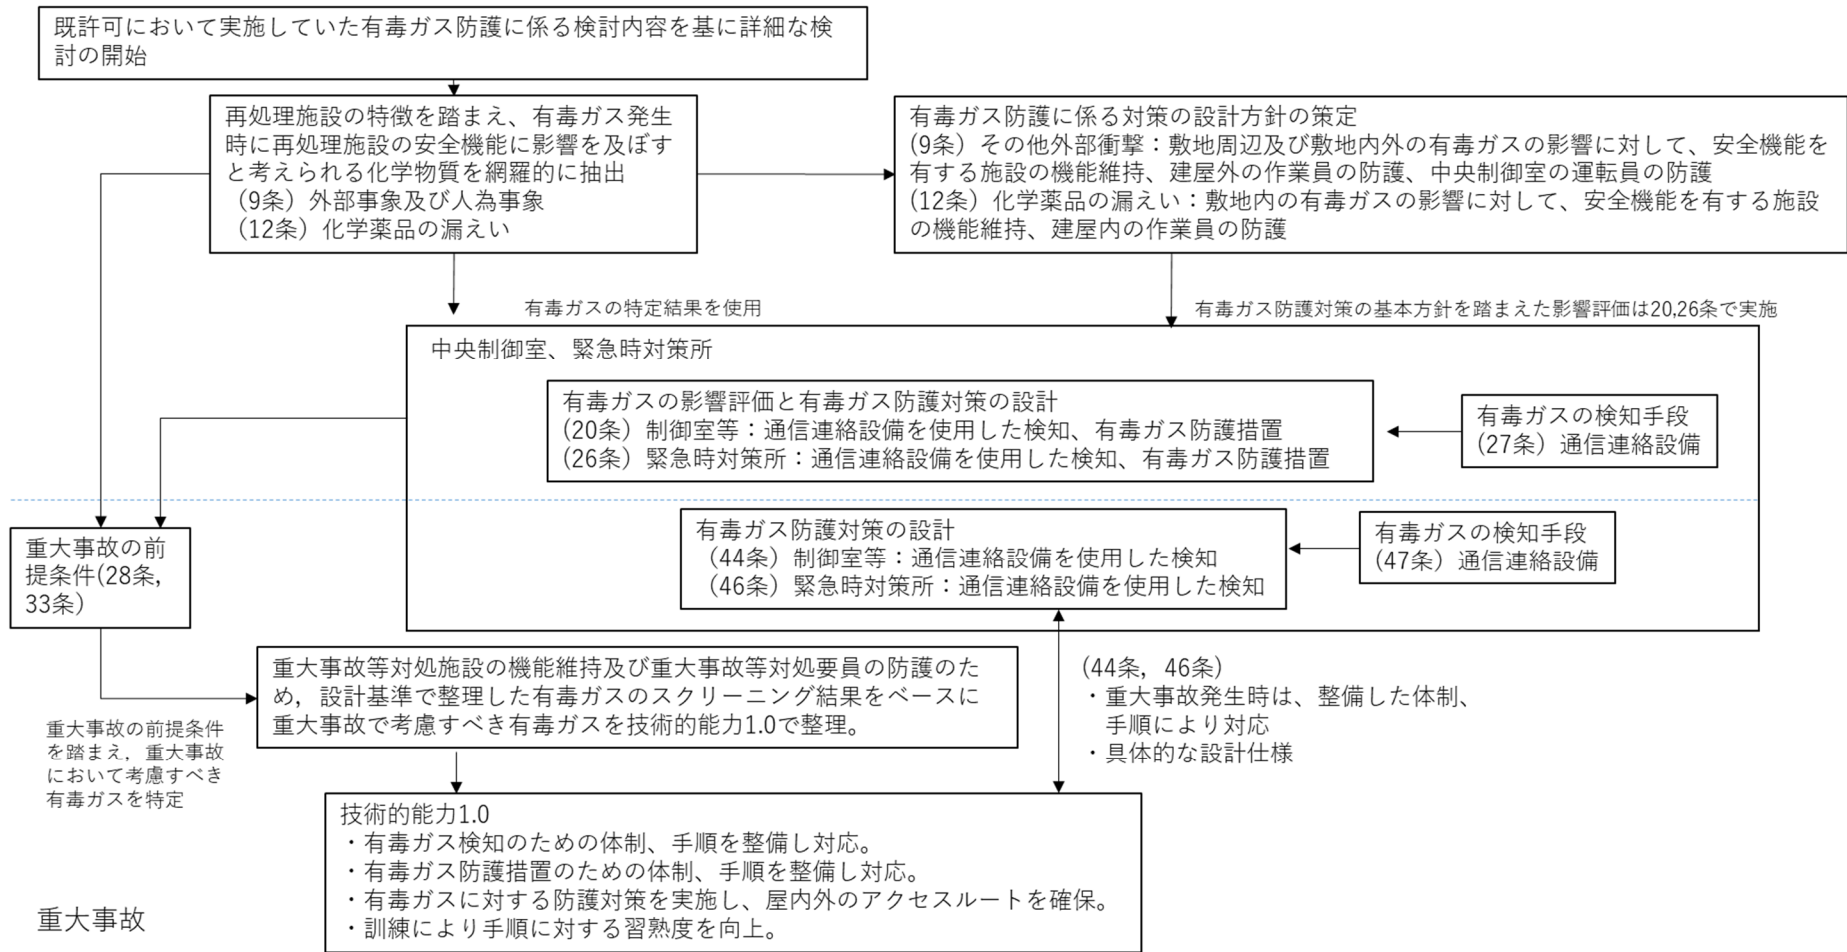 既許可において実施していた有毒ガス防護に係る検討内容を基に詳細な検
討の開始
再処理施設の特徴を踏まえ、有毒ガス発生
時に再処理施設の安全機能に影響を及ぼす
と考えられる化学物質を網羅的に抽出
（9条）外部事象及び人為事象
（12条）化学薬品の漏えい
有毒ガス防護に係る対策の設計方針の策定
(9条) その他外部衝撃：敷地周辺及び敷地内外の有毒ガスの影響に対して、安全機能を
有する施設の機能維持、建屋外の作業員の防護、中央制御室の運転員の防護
(12条) 化学薬品の漏えい：敷地内の有毒ガスの影響に対して、安全機能を有する施設
の機能維持、建屋内の作業員の防護
有毒ガスの特定結果を使用
有毒ガス防護対策の基本方針を踏まえた影響評価は20,26条で実施
中央制御室、緊急時対策所
有毒ガスの影響評価と有毒ガス防護対策の設計
(20条) 制御室等：通信連絡設備を使用した検知、有毒ガス防護措置
(26条) 緊急時対策所：通信連絡設備を使用した検知、有毒ガス防護措置
有毒ガスの検知手段
(27条) 通信連絡設備
有毒ガス防護対策の設計
（44条）制御室等：通信連絡設備を使用した検知
（46条）緊急時対策所：通信連絡設備を使用した検知
有毒ガスの検知手段
(47条) 通信連絡設備
重大事故の前
提条件(28条,
33条)
重大事故の前提条件
を踏まえ，重大事故
において考慮すべき
有毒ガスを特定
重大事故等対処施設の機能維持及び重大事故等対処要員の防護のた
め，設計基準で整理した有毒ガスのスクリーニング結果をベースに
重大事故で考慮すべき有毒ガスを技術的能力1.0で整理。
(44条，46条)
・重大事故発生時は、整備した体制、
手順により対応
・具体的な設計仕様
技術的能力1.0
・有毒ガス検知のための体制、手順を整備し対応。
・有毒ガス防護措置のための体制、手順を整備し対応。
・有毒ガスに対する防護対策を実施し、屋内外のアクセスルートを確保。
・訓練により手順に対する習熟度を向上。
重大事故